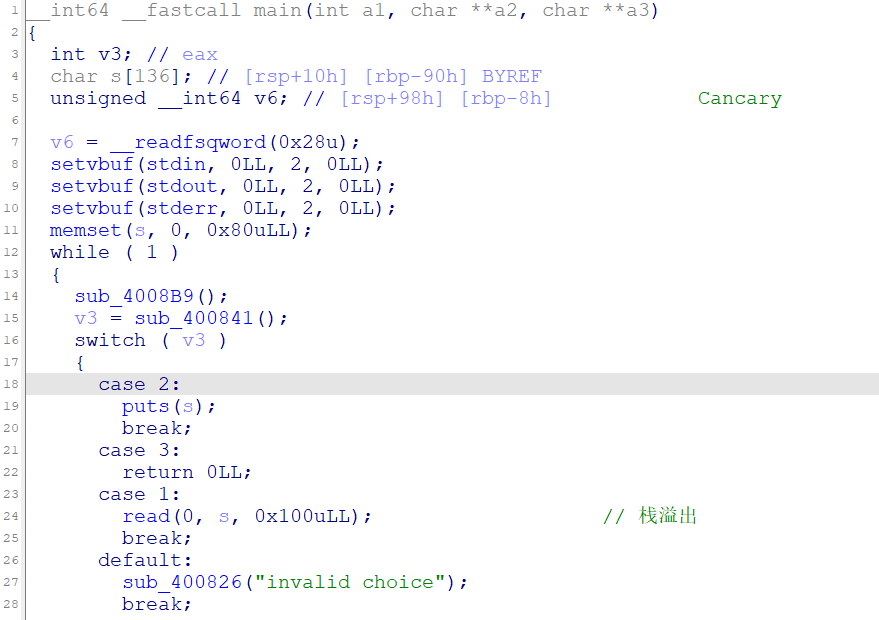 1 __int64 __fastcall main(int a1, char **a2, char **a3)
2 {
3 int v3; // eax
4 char s[136]; // [rsp+10h] [rbp-90h] BYREF
5 unsigned __int64 v6; // [rsp+98h] [rbp-8h] Cancary
6
7 v6 = __readfsqword(0x28u);
8 setvbuf(stdin, 0LL, 2, 0LL);
9 setvbuf(stdout, 0LL, 2, 0LL);
10 setvbuf(stderr, 0LL, 2, 0LL);
11 memset(s, 0, 0x80uLL);
12 while ( 1 )
13 {
14 sub_4008B9();
15 v3 = sub_400841();
16 switch ( v3 )
17 {
18 case 2:
19 puts(s);
20 break;
21 case 3:
22 return 0LL;
23 case 1:
24 read(0, s, 0x100uLL); // 栈溢出
25 break;
26 default:
27 sub_400826("invalid choice");
28 break;